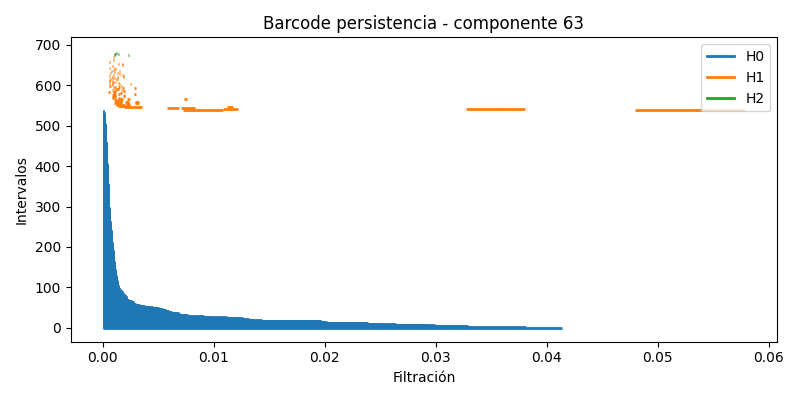 Barcode persistencia - componente 63
700
600
500
400
300
200
100
0
Intervalos
H0
H1
H2
0.00 0.01 0.02 0.03 0.04 0.05 0.06
Filtración